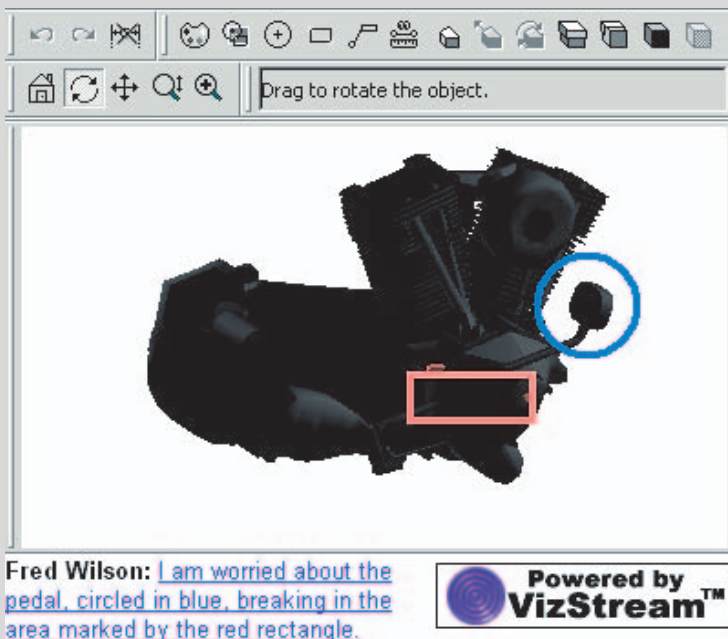 Drag to rotate the object.
Fred Wilson: I am worried about the
pedal, circled in blue, breaking in the
area marked by the red rectangle.
Powered by
VizStream™